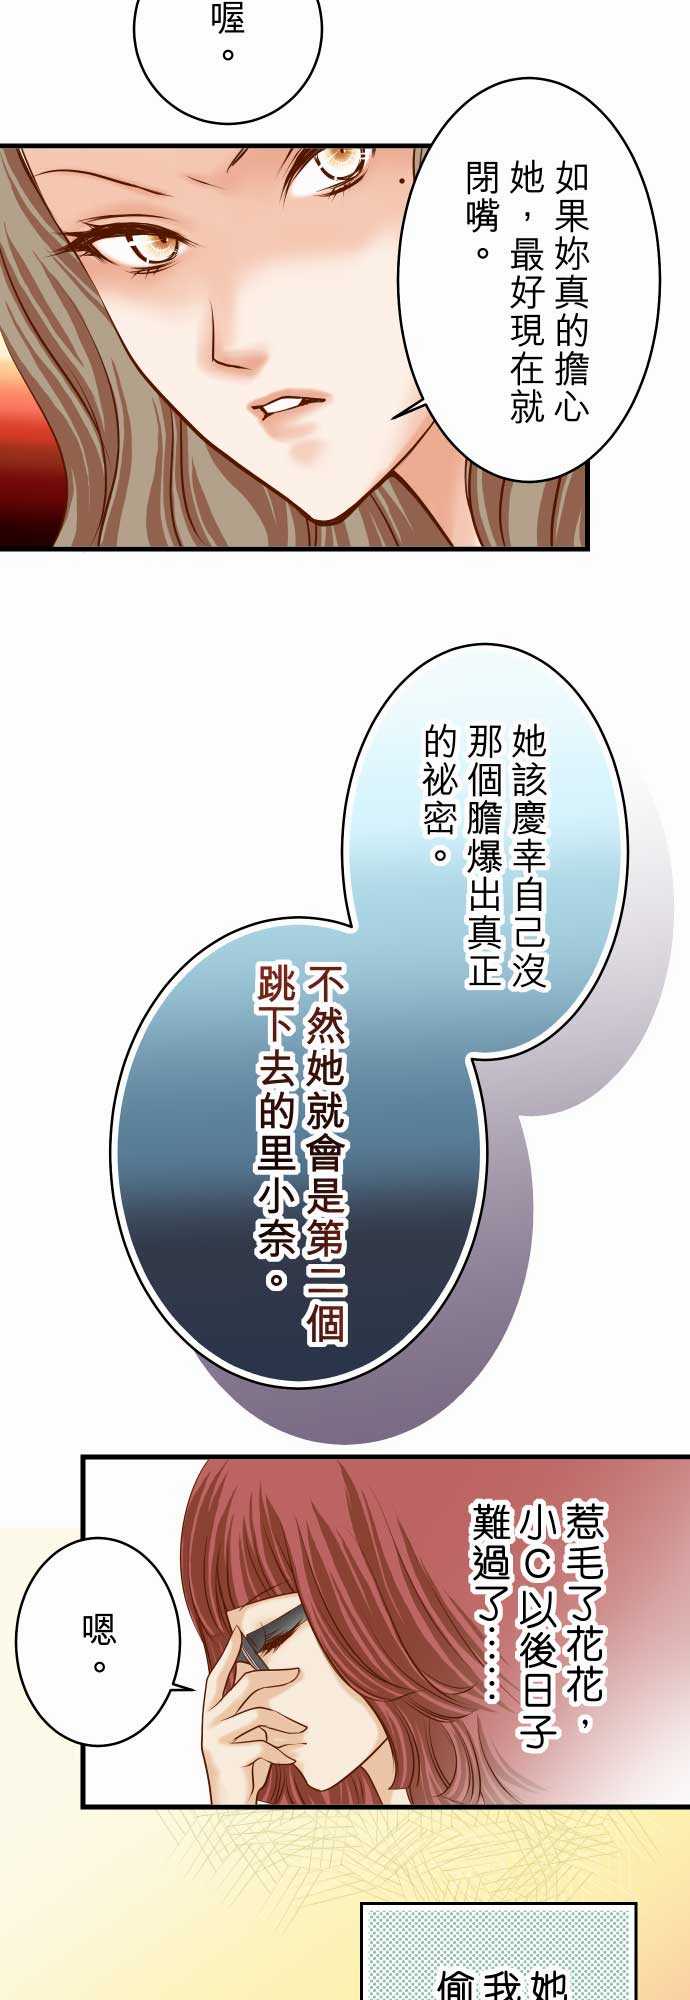 喔。
如果妳真的擔心
她，最好現在就
閉嘴。
她該慶幸自己沒
那個膽爆出真正
的祕密。
不然她就會是第二個
跳下去的里小奈。
惹毛了花花，
小C以後日子
難過了……
嗯。
她
我
偷